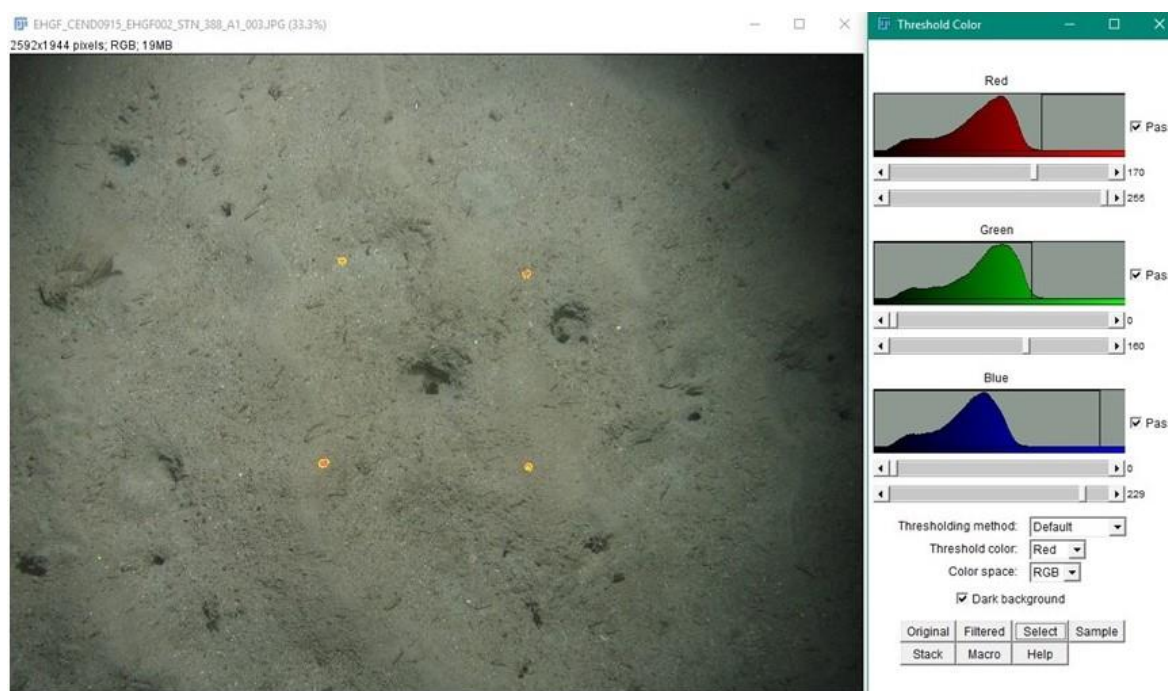 EHGF_CEND0915_EHGF002_STN_388_A1_003.JPG (33.3%)
2592x1944 pixels; RGB; 19MB
Threshold Color
Red
Pas
170
255
Green
Pas
0
160
Blue
Pas
0
229
Thresholding method: Default
Threshold color: Red
Color space: RGB
Dark background
Original Filtered Select Sample
Stack Macro Help